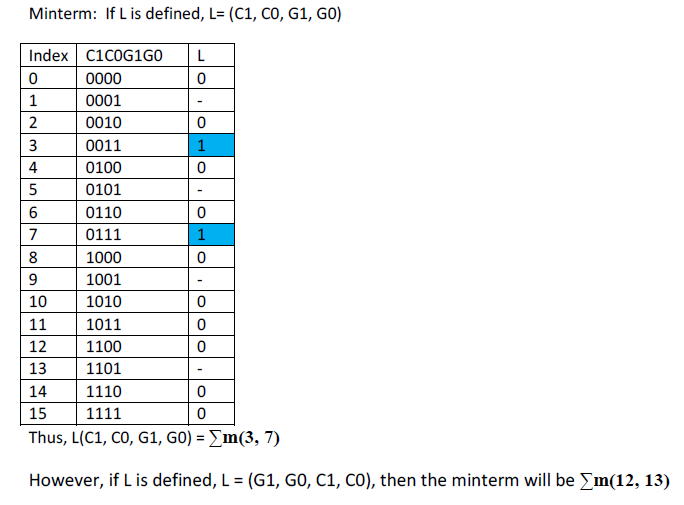 Minterm: If L is defined, L= (C1, C0, G1, G0)
Index C1C0G1G0 L
0 0000 0
1 0001 -
2 0010 0
3 0011 1
4 0100 0
5 0101 -
6 0110 0
7 0111 1
8 1000 0
9 1001 -
10 1010 0
11 1011 0
12 1100 0
13 1101 -
14 1110 0
15 1111 0
Thus, L(C1, C0, G1, G0) = ∑m(3, 7)
However, if L is defined, L = (G1, G0, C1, C0), then the minterm will be ∑m(12, 13)